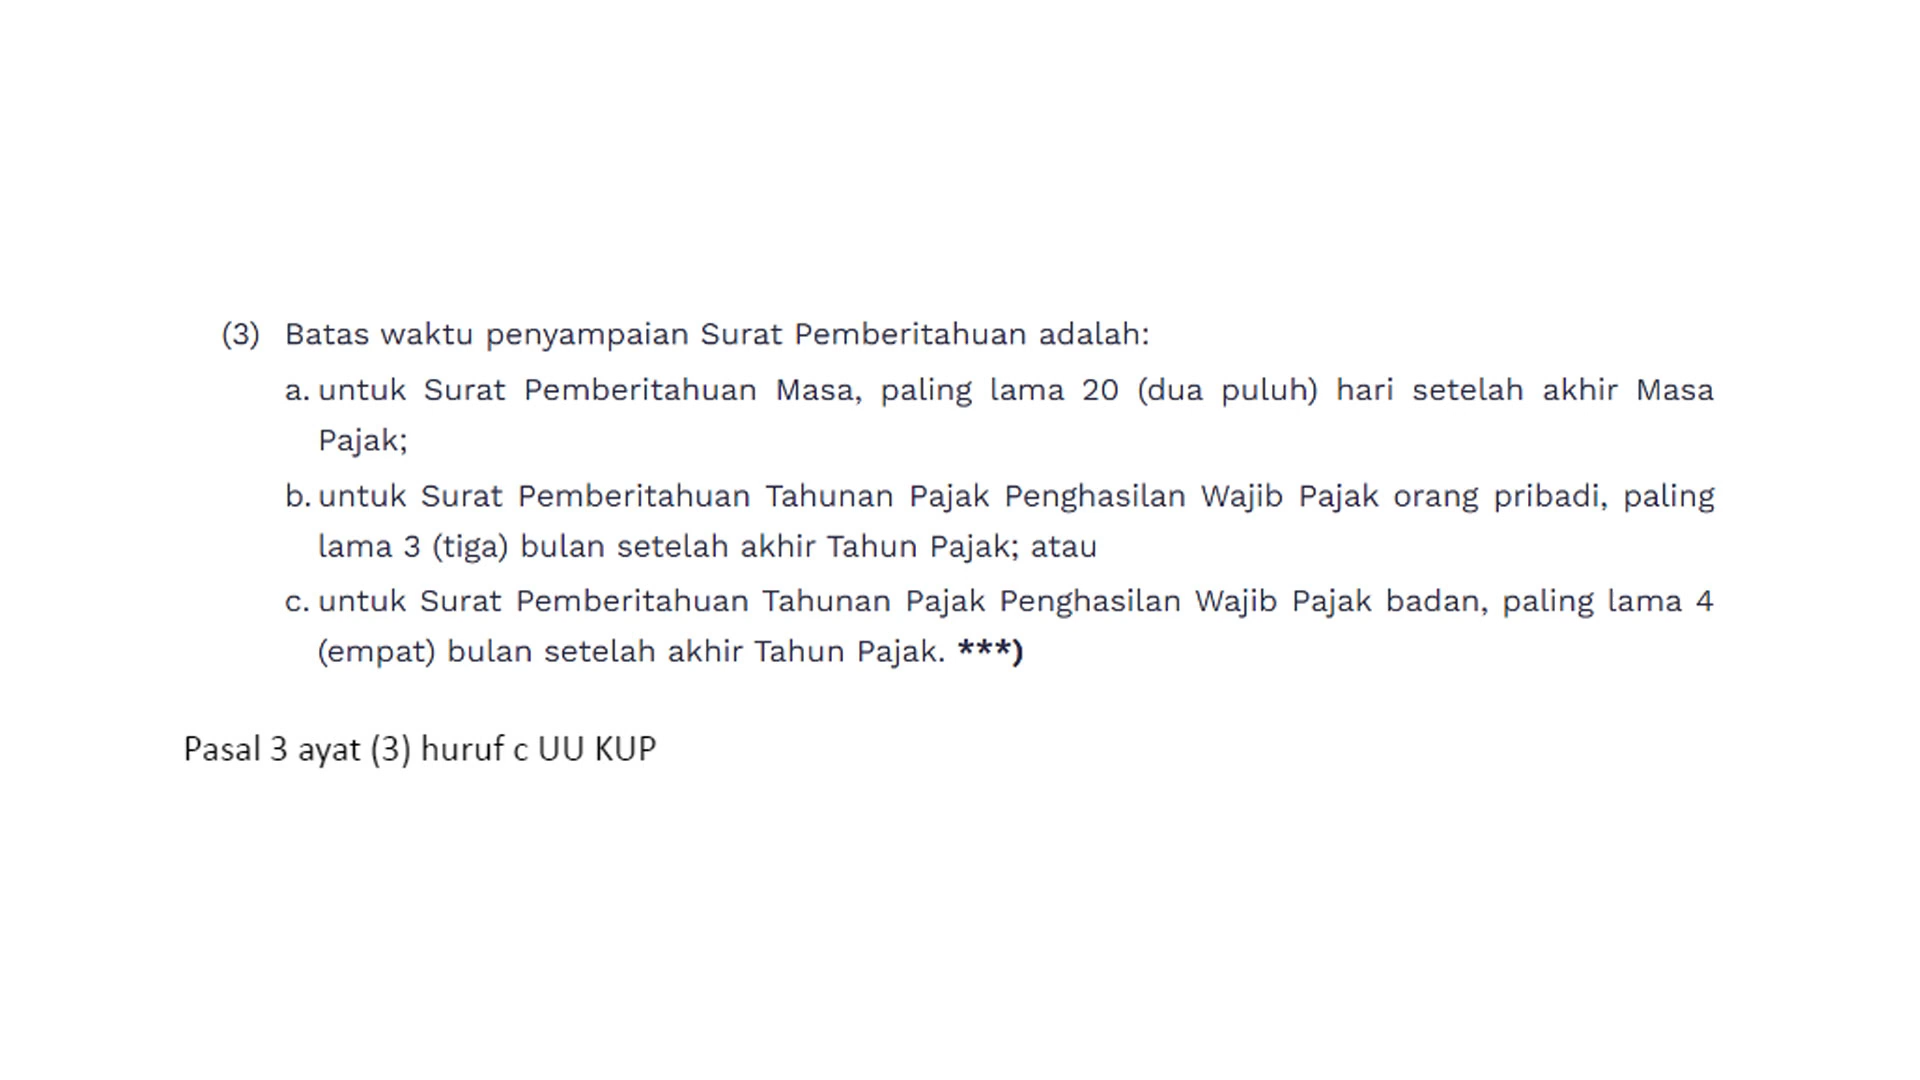 (3) Batas waktu penyampaian Surat Pemberitahuan adalah:
a. untuk Surat Pemberitahuan Masa, paling lama 20 (dua puluh) hari setelah akhir Masa
Pajak;
b. untuk Surat Pemberitahuan Tahunan Pajak Penghasilan Wajib Pajak orang pribadi, paling
lama 3 (tiga) bulan setelah akhir Tahun Pajak; atau
c. untuk Surat Pemberitahuan Tahunan Pajak Penghasilan Wajib Pajak badan, paling lama 4
(empat) bulan setelah akhir Tahun Pajak. ***)
Pasal 3 ayat (3) huruf c UU KUP